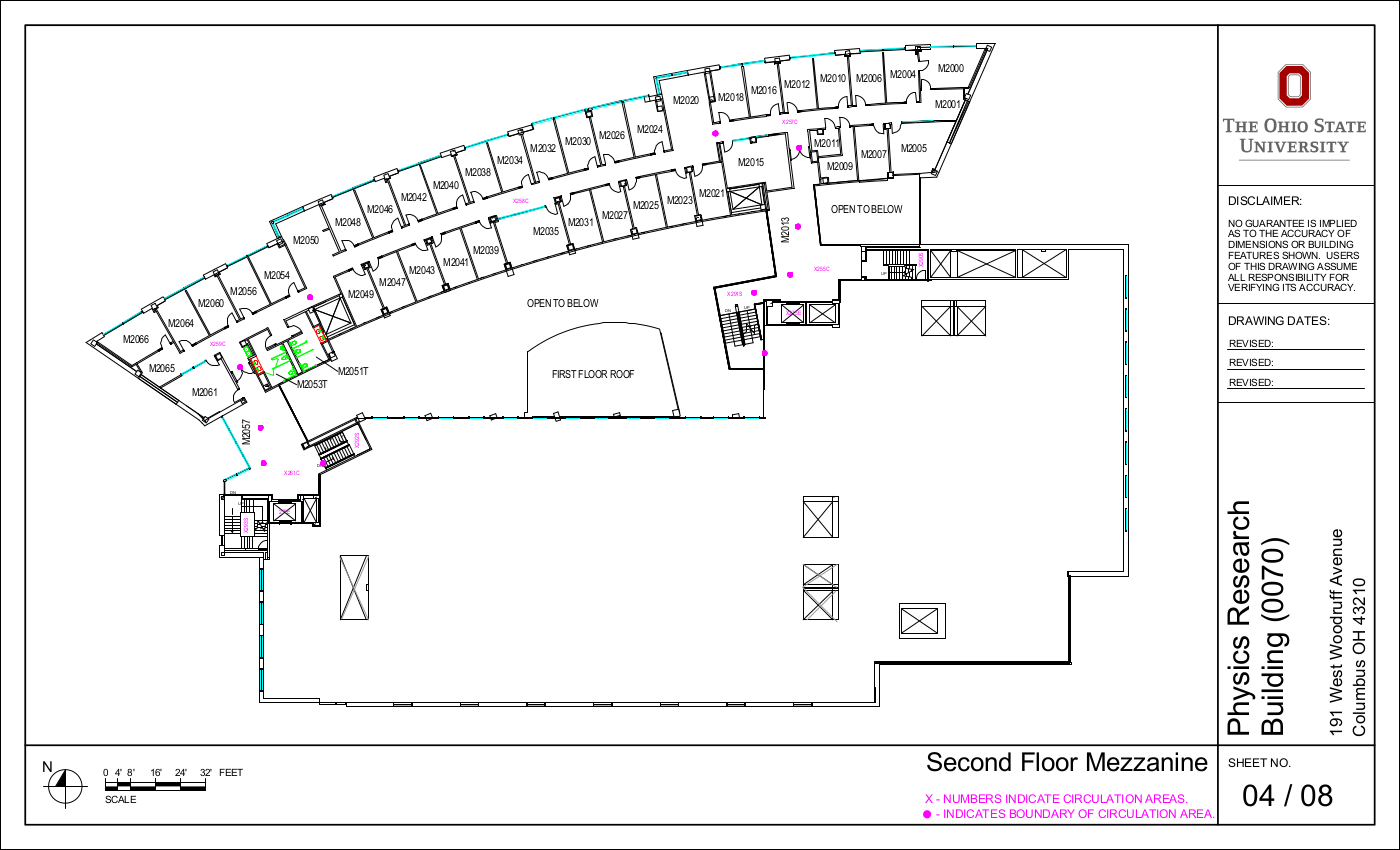 M2000
M2004
M2006
M2010
M2012
M2016
M2018
M2020
M2001
M2024
M2026
M2030
M2032
M2034
M2038
M2040
M2042
M2046
M2048
M2050
M2054
M2056
M2060
M2064
M2066
X257C
M2011
M2009
M2007
M2005
M2015
M2021
M2023
M2025
M2027
M2031
M2035
M2039
M2041
M2043
M2047
M2049
X258C
M2013
OPEN TO BELOW
X255C
UP
OPEN TO BELOW
FIRST FLOOR ROOF
X259C
M2065
M2061
M2051T
M2053T
M2057
X261C
DN
UP
DN
THE OHIO STATE
UNIVERSITY
DISCLAIMER:
NO GUARANTEE IS IMPLIED
AS TO THE ACCURACY OF
DIMENSIONS OR BUILDING
FEATURES SHOWN. USERS
OF THIS DRAWING ASSUME
ALL RESPONSIBILITY FOR
VERIFYING ITS ACCURACY.
DRAWING DATES:
REVISED:
REVISED:
REVISED:
Physics Research
Building (0070)
191 West Woodruff Avenue
Columbus OH 43210
N
0 4' 8' 16' 24' 32' FEET
SCALE
Second Floor Mezzanine
X - NUMBERS INDICATE CIRCULATION AREAS.
- INDICATES BOUNDARY OF CIRCULATION AREA.
SHEET NO.
04 / 08